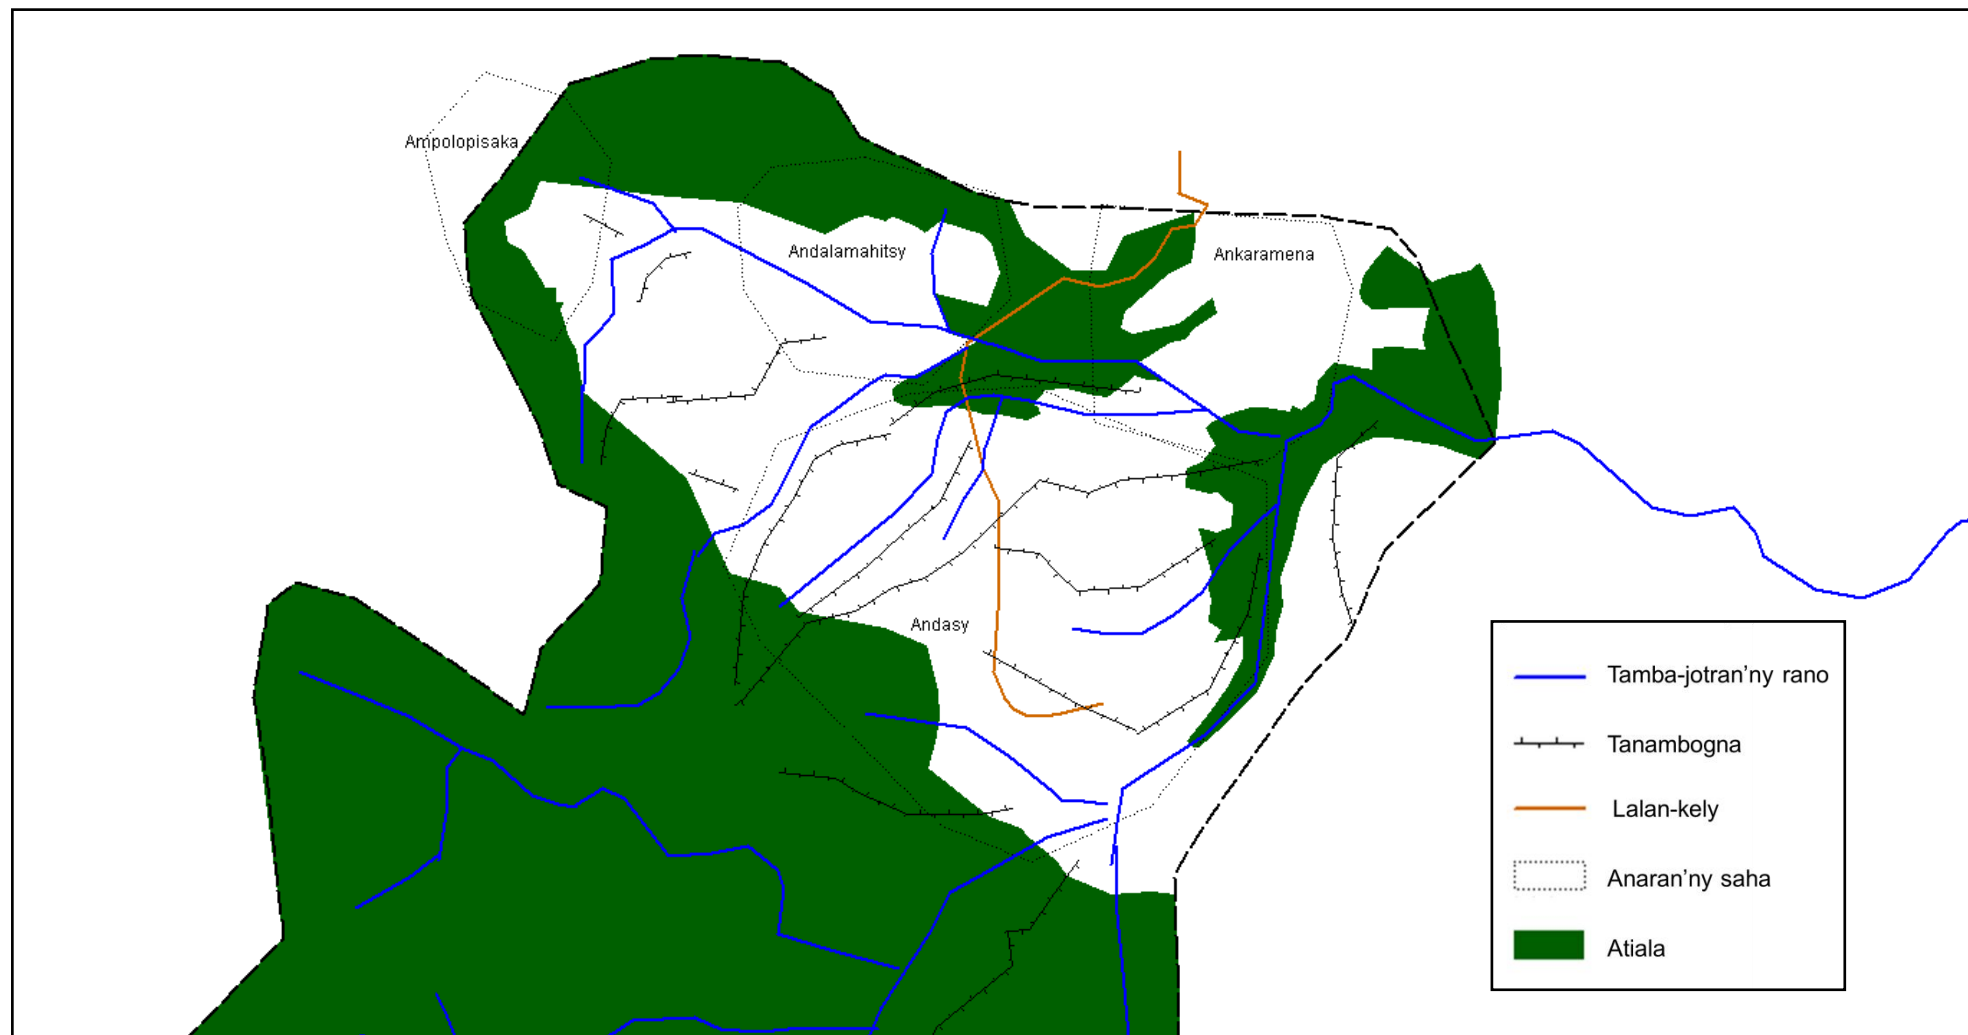 Ampolopisaka
Andalamahitsy
Ankaramena
Andasy
Tamba-jotran’ny rano
Tanambogna
Lalan-kely
Anaran’ny saha
Atiala